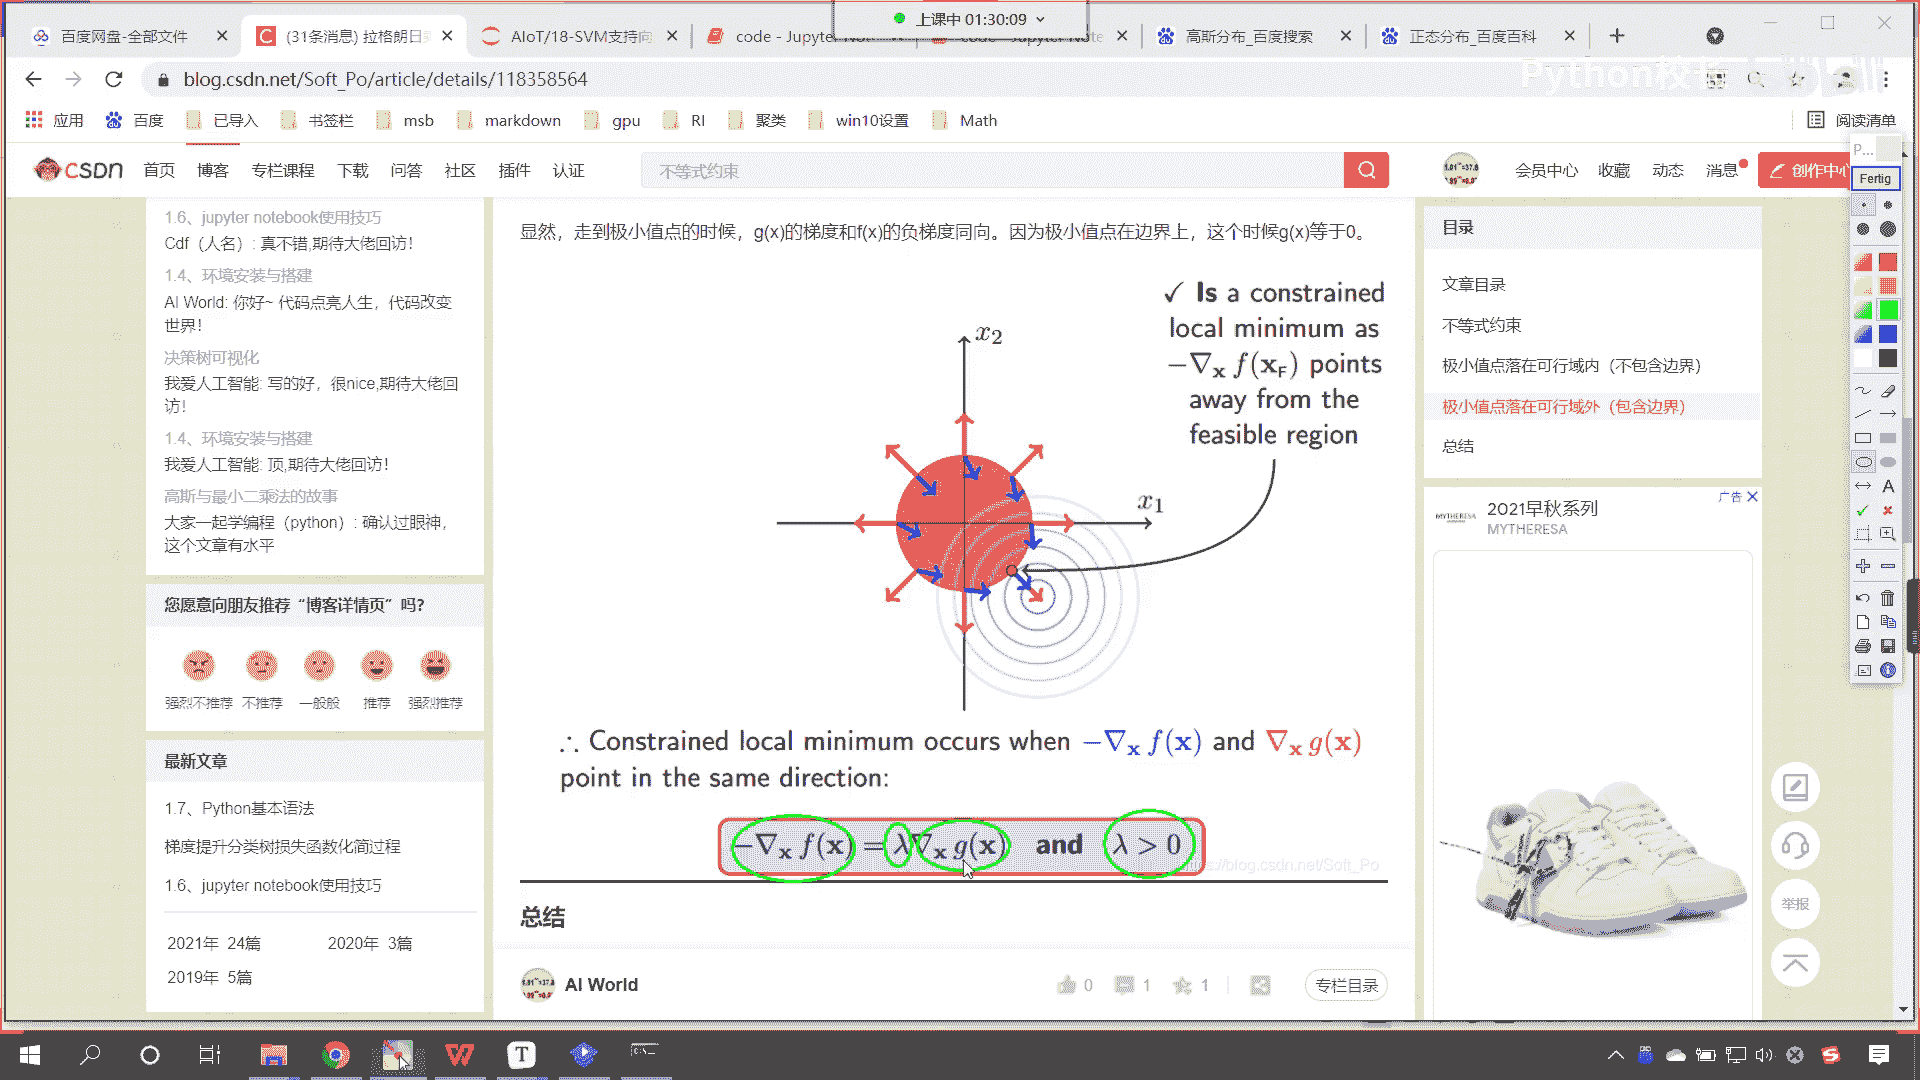 上课中 01:30:09
百度网盘-全部文件
(31条消息) 拉格朗日
AIoT/18-SVM支持向
code - Jupyter Not
高斯分布_百度搜索
正态分布_百度百科
blog.csdn.net/Soft_Po/article/details/118358564
Python校长
应用 百度 已导入 书签栏 msb markdown gpu RI 聚类 win10设置 Math 阅读清单
CSDN 首页 博客 专栏课程 下载 问答 社区 插件 认证 不等式约束 会员中心 收藏 动态 消息 创作中心
P...
Fertig
1.6、jupyter notebook使用技巧
Cdf（人名）: 真不错,期待大佬回访！
1.4、环境安装与搭建
AI World: 你好~ 代码点亮人生，代码改变
世界！
决策树可视化
我爱人工智能: 写的好，很nice,期待大佬回
访！
1.4、环境安装与搭建
我爱人工智能: 顶,期待大佬回访！
高斯与最小二乘法的故事
大家一起学编程（python）: 确认过眼神，
这个文章有水平
您愿意向朋友推荐“博客详情页”吗？
强烈不推荐 不推荐 一般般 推荐 强烈推荐
最新文章
1.7、Python基本语法
梯度提升分类树损失函数化简过程
1.6、jupyter notebook使用技巧
2021年 24篇 2020年 3篇
2019年 5篇
显然，走到极小值点的时候，g(x)的梯度和f(x)的负梯度同向。因为极小值点在边界上，这个时候g(x)等于0。
✓ Is a constrained
local minimum as
−∇x f(xF) points
away from the
feasible region
x2
x1
∴ Constrained local minimum occurs when −∇x f(x) and ∇x g(x)
point in the same direction:
−∇x f(x) = λ∇x g(x) and λ > 0
https://blog.csdn.net/Soft_Po
总结
AI World 0 1 1 专栏目录
目录
文章目录
不等式约束
极小值点落在可行域内（不包含边界）
极小值点落在可行域外（包含边界）
总结
广告
MYTHERESA
2021早秋系列
MYTHERESA
举报